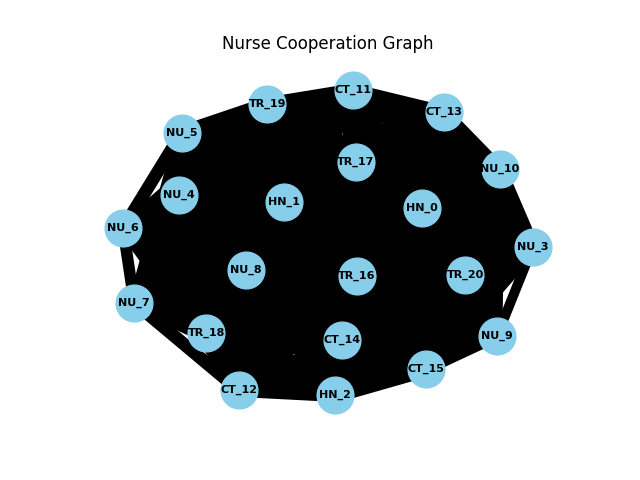 Nurse Cooperation Graph
CT_11
TR_19
CT_13
NU_5
TR_17
NU_10
NU_4
HN_1
HN_0
NU_6
NU_3
NU_8
TR_16
TR_20
NU_7
TR_18
CT_14
NU_9
CT_15
CT_12
HN_2